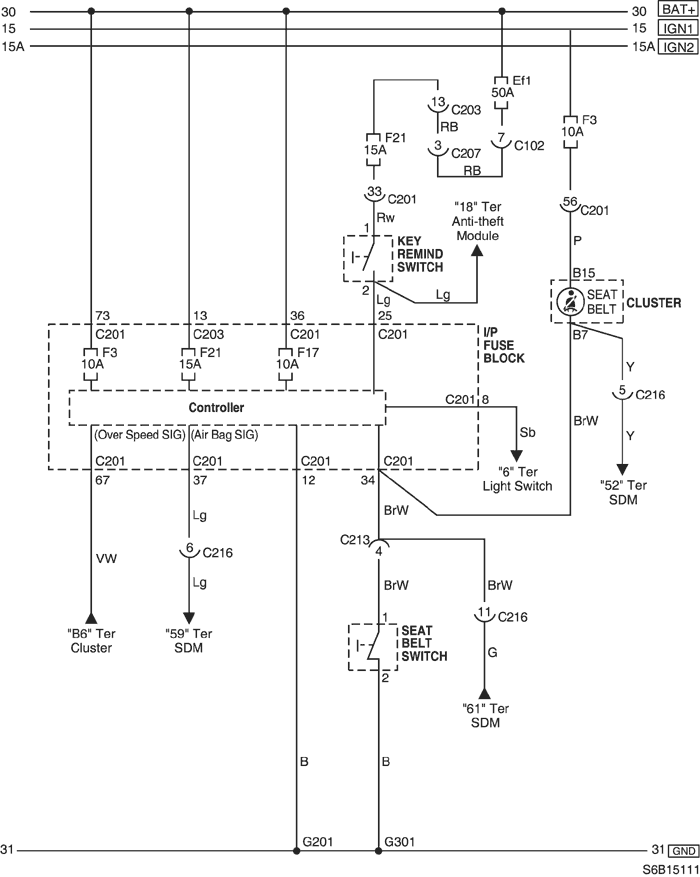 30
30 BAT+
15
15 IGN1
15A
15A IGN2
Ef1
50A
13 C203
RB
F3
10A
F21
15A
3 C207
7
C102
RB
33
C201
"18" Ter
Anti-theft
Module
56
C201
Rw
1
KEY
REMIND
SWITCH
P
B15
2
Lg
Lg
SEAT
BELT
CLUSTER
B7
73
13
36
25
C201
C203
C201
C201
I/P
FUSE
BLOCK
F3
10A
F21
15A
F17
10A
Y
5
C216
Controller
C201
8
BrW
Y
(Over Speed SIG)
(Air Bag SIG)
Sb
C201
C201
C201
C201
"6" Ter
Light Switch
67
37
12
34
"52" Ter
SDM
Lg
BrW
VW
6
C216
C213
4
Lg
BrW
BrW
11
C216
1
"B6" Ter
Cluster
"59" Ter
SDM
SEAT
BELT
SWITCH
G
2
"61" Ter
SDM
B
B
G201
G301
31
31 GND
S6B15111